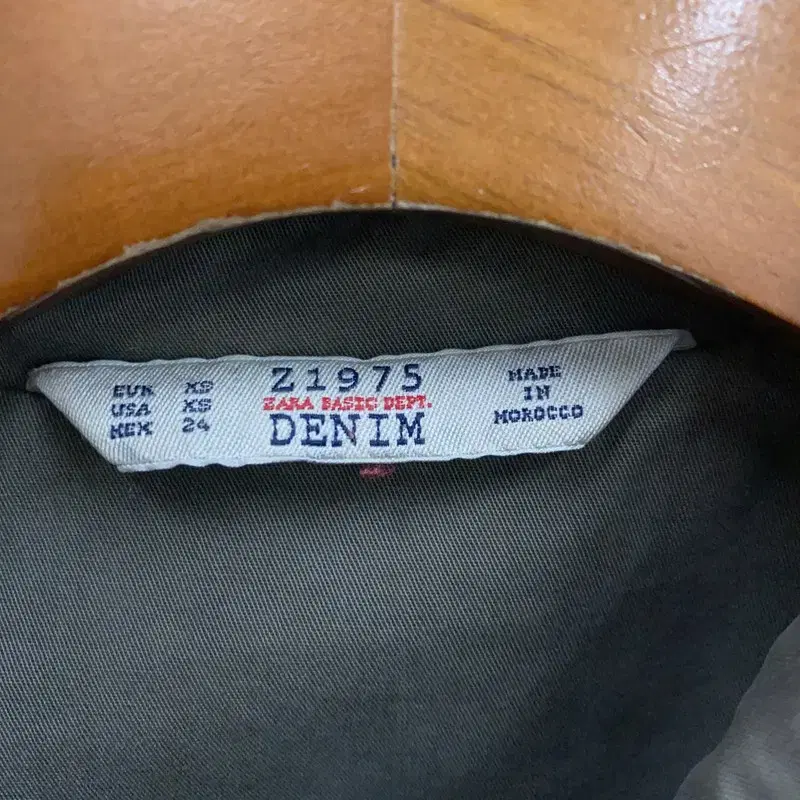 EUR XS
USA XS
MEX 24
Z1975
ZARA BASIC DEPT.
DENIM
MADE
IN
MOROCCO